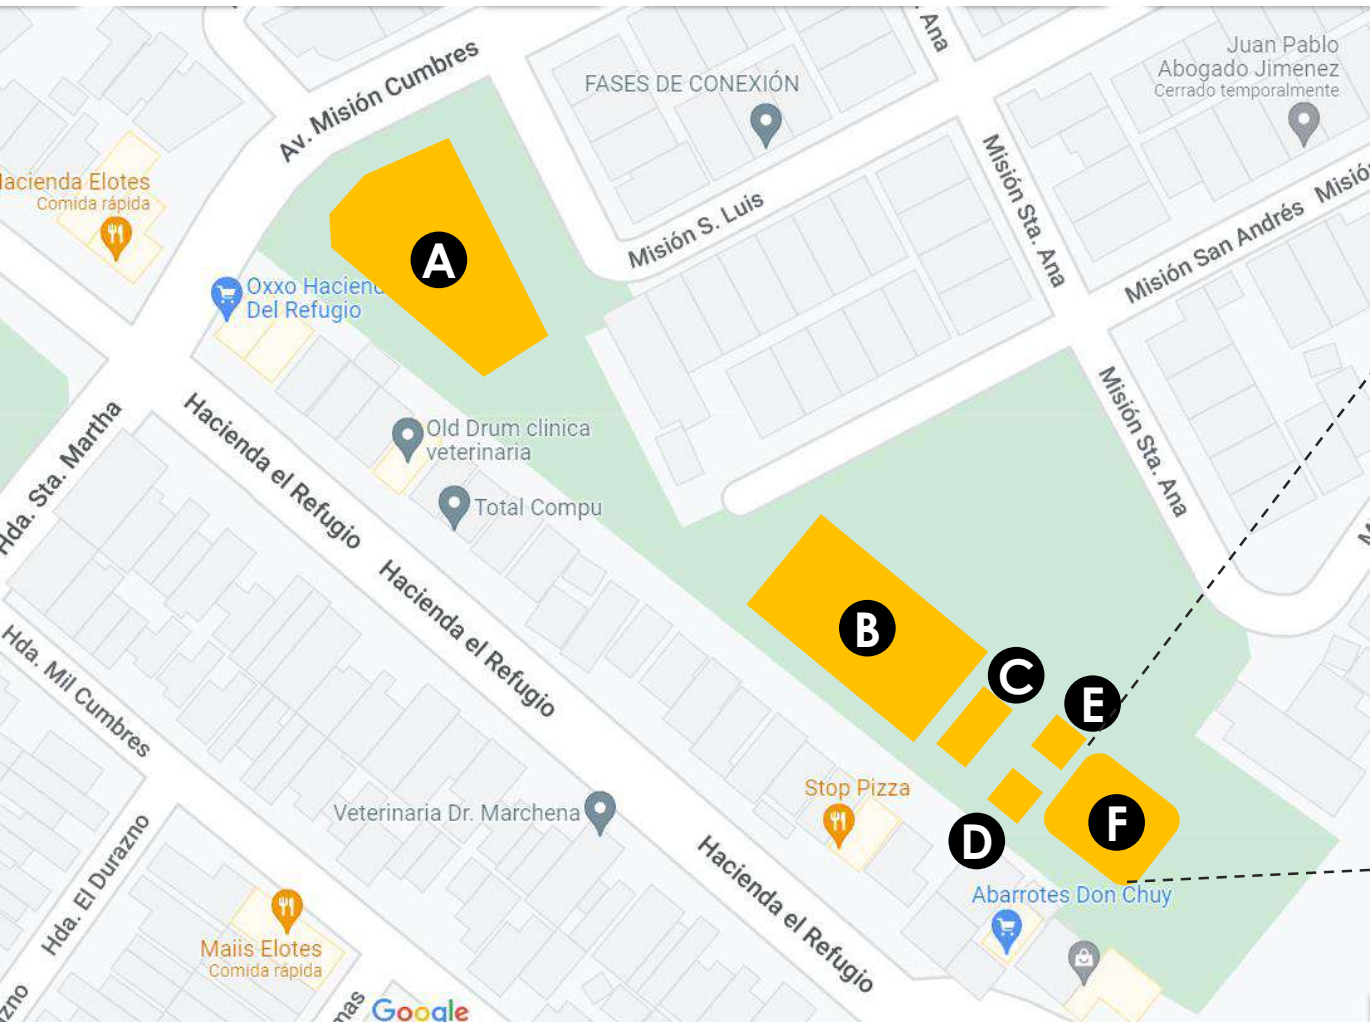 Ana
Av. Misión Cumbres
Juan Pablo
Abogado Jimenez
Cerrado temporalmente
FASES DE CONEXIÓN
Misión Sta. Ana
Misión
Misión San Andrés
Misión S. Luis
Elotes
Comida rápida
A
Oxxo
Del Refugio
Hda. Sta. Martha
Hacienda el Refugio
Old Drum clinica
veterinaria
Total Compu
Misión Sta. Ana
Hacienda el Refugio
B
Hda. Mil Cumbres
C
E
Stop Pizza
Veterinaria Dr. Marchena
F
D
Hda. El Durazno
Hacienda el Refugio
Abarrotes Don Chuy
Maiis Elotes
Comida rápida
Google